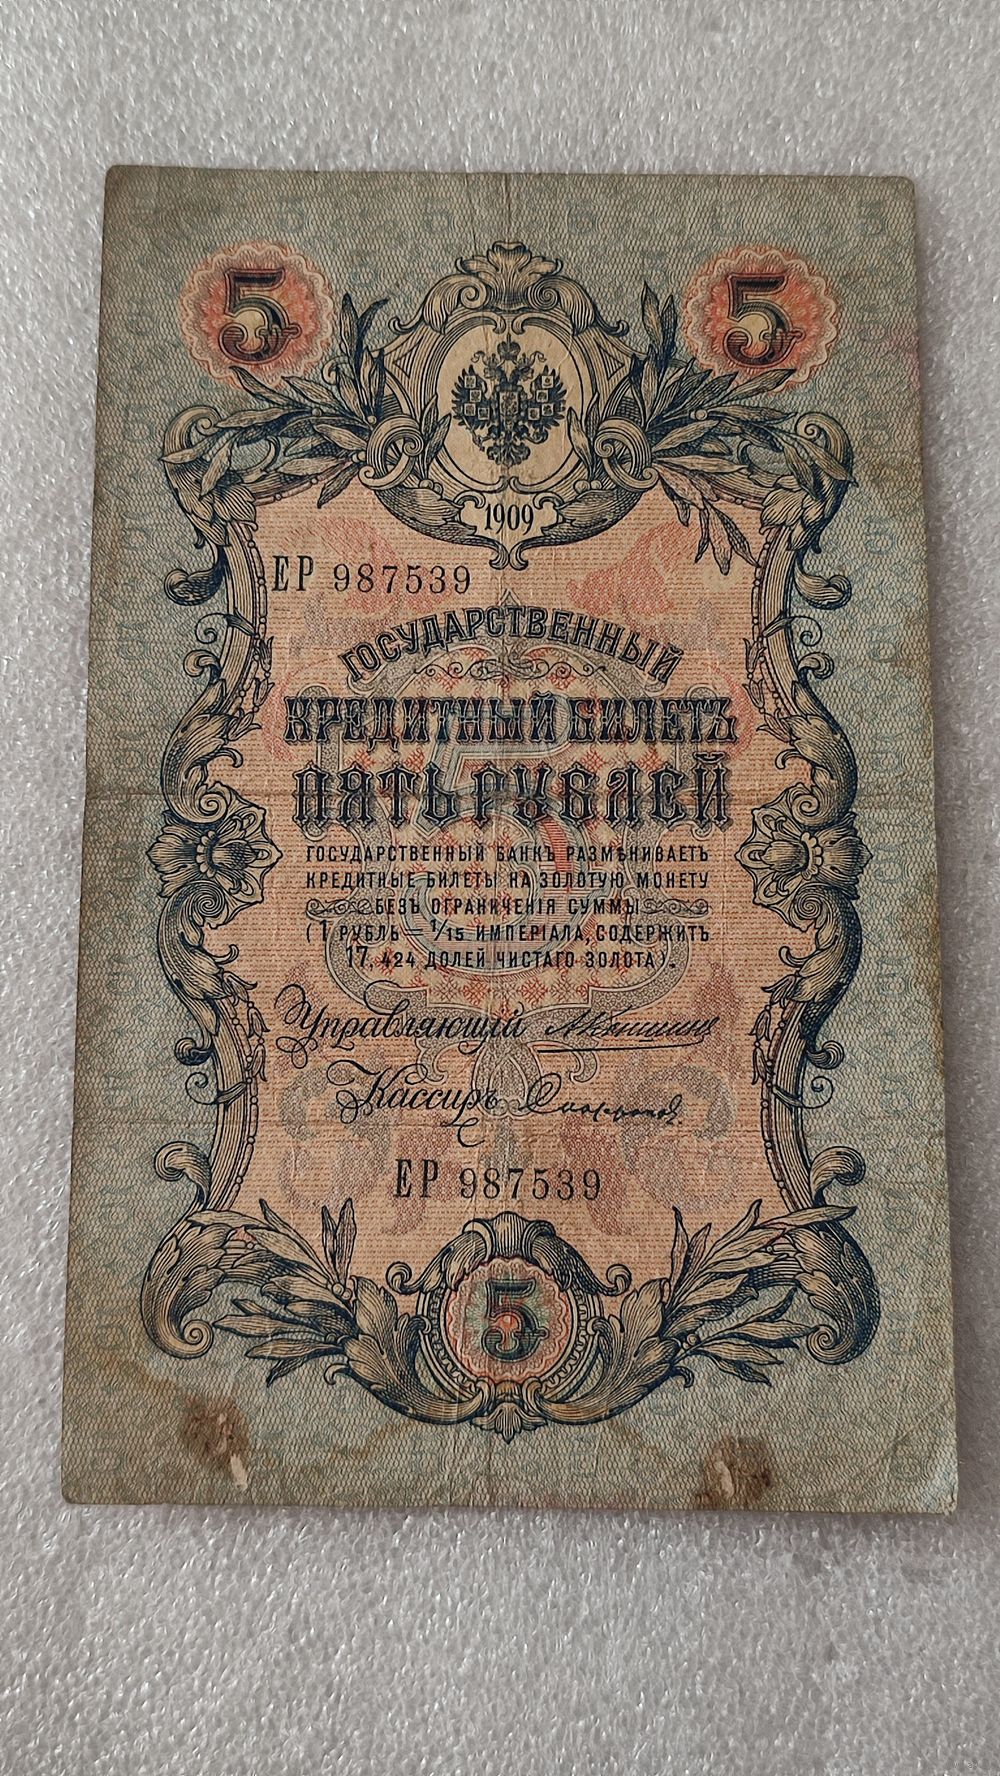 5 5
1909
ЕР 987539
ГОСУДАРСТВЕННЫЙ
КРЕДИТНЫЙ БИЛЕТЪ
5
ПЯТЬ РУБЛЕЙ
ГОСУДАРСТВЕННЫЙ БАНКЪ РАЗМѢНИВАЕТЪ
КРЕДИТНЫЕ БИЛЕТЫ НА ЗОЛОТУЮ МОНЕТУ
БЕЗЪ ОГРАНИЧЕНІЯ СУММЫ
(1 РУБЛЬ = 1/15 ИМПЕРІАЛА, СОДЕРЖИТЪ
17,424 ДОЛЕЙ ЧИСТАГО ЗОЛОТА).
Управляющій
Кассиръ
ЕР 987539
5